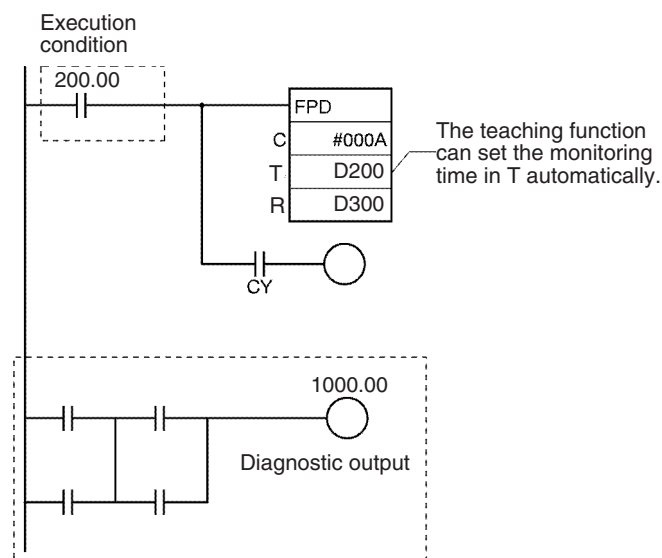 Execution
condition
200.00
FPD
C #000A
T D200
R D300
The teaching function
can set the monitoring
time in T automatically.
CY
1000.00
Diagnostic output